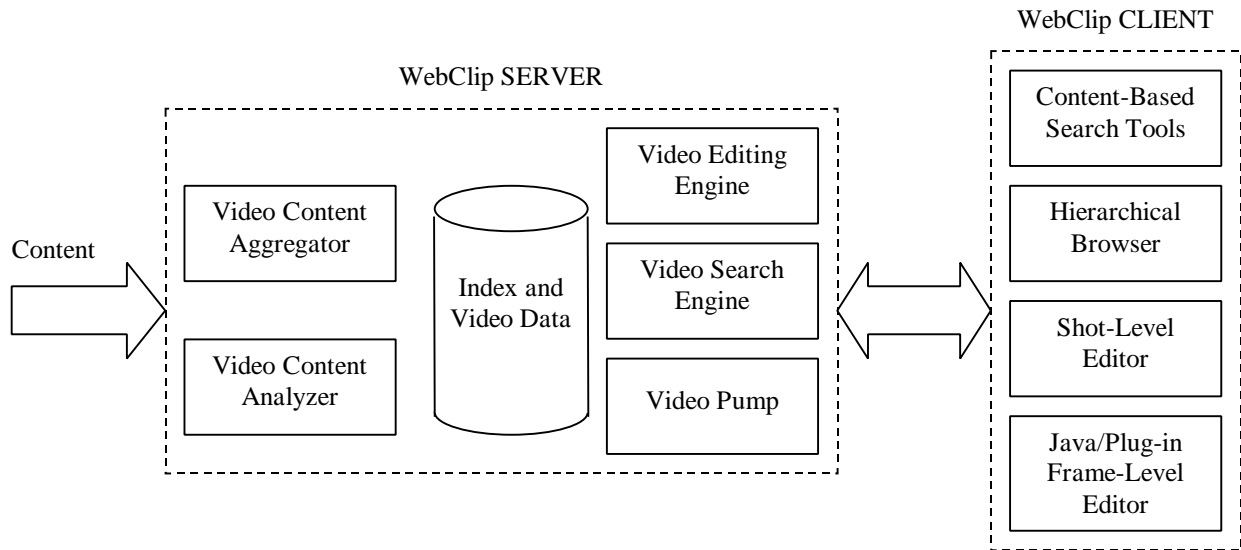 WebClip CLIENT
WebClip SERVER
Content
Video Content
Aggregator
Video Content
Analyzer
Index and
Video Data
Video Editing
Engine
Video Search
Engine
Video Pump
Content-Based
Search Tools
Hierarchical
Browser
Shot-Level
Editor
Java/Plug-in
Frame-Level
Editor